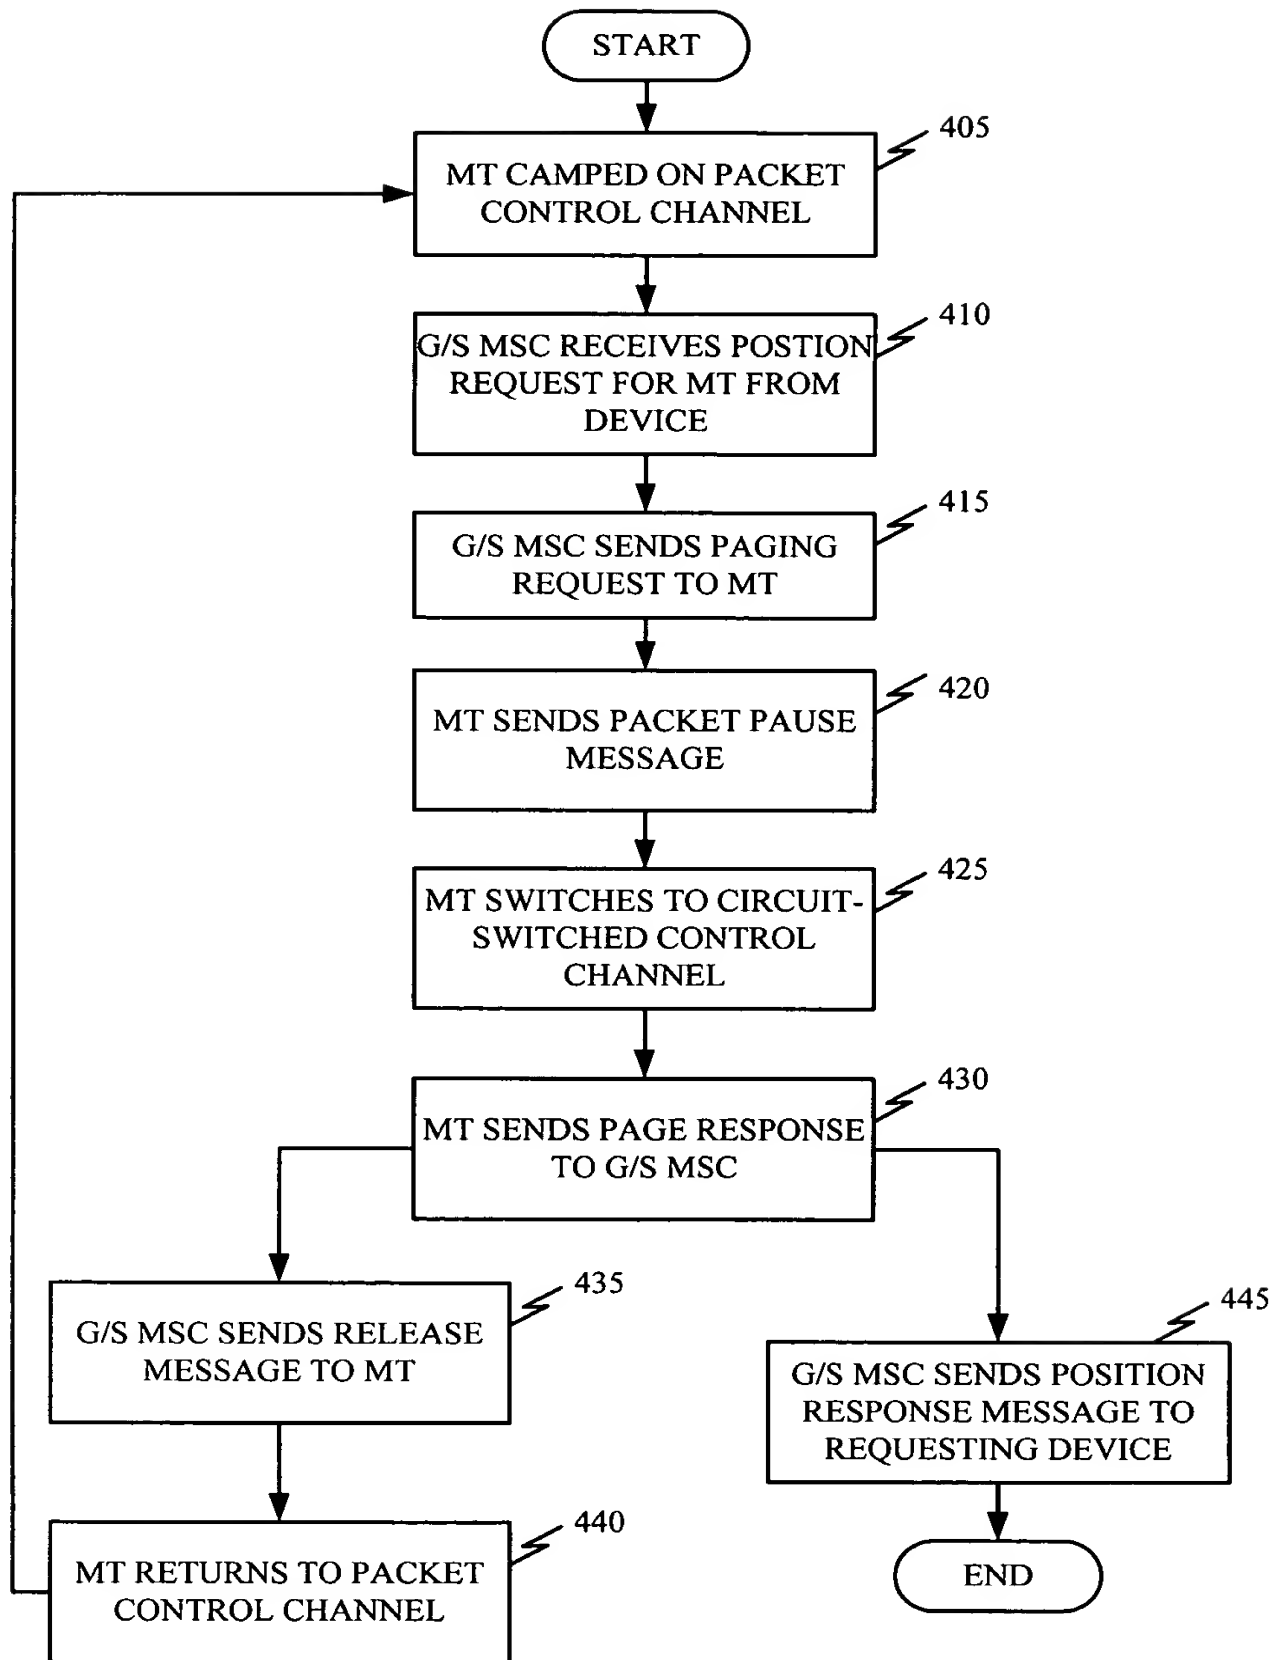 START
405
MT CAMPED ON PACKET
CONTROL CHANNEL
410
G/S MSC RECEIVES POSTION
REQUEST FOR MT FROM
DEVICE
415
G/S MSC SENDS PAGING
REQUEST TO MT
420
MT SENDS PACKET PAUSE
MESSAGE
425
MT SWITCHES TO CIRCUIT-
SWITCHED CONTROL
CHANNEL
430
MT SENDS PAGE RESPONSE
TO G/S MSC
435
G/S MSC SENDS RELEASE
MESSAGE TO MT
445
G/S MSC SENDS POSITION
RESPONSE MESSAGE TO
REQUESTING DEVICE
440
MT RETURNS TO PACKET
CONTROL CHANNEL
END